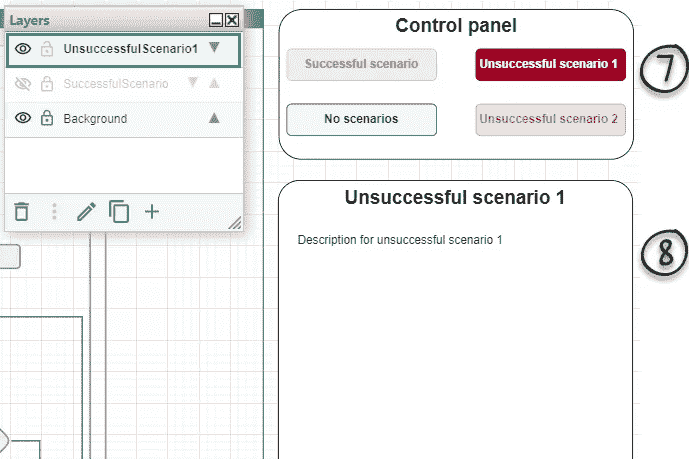 Layers
UnsuccessfulScenario1
SuccessfulScenario
Background
Control panel
Successful scenario
Unsuccessful scenario 1
No scenarios
Unsuccessful scenario 2
7
Unsuccessful scenario 1
Description for unsuccessful scenario 1
8